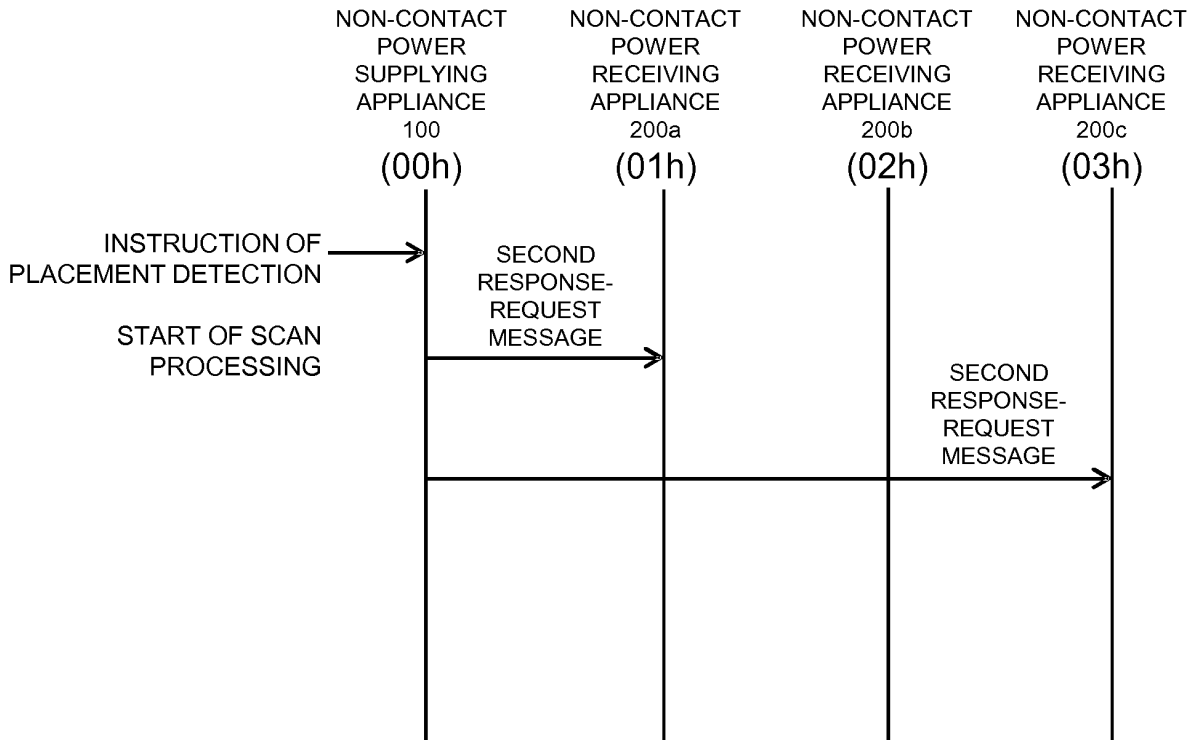 NON-CONTACT
POWER
SUPPLYING
APPLIANCE
100
(00h)
NON-CONTACT
POWER
RECEIVING
APPLIANCE
200a
(01h)
NON-CONTACT
POWER
RECEIVING
APPLIANCE
200b
(02h)
NON-CONTACT
POWER
RECEIVING
APPLIANCE
200c
(03h)
INSTRUCTION OF
PLACEMENT DETECTION
SECOND
RESPONSE-
REQUEST
MESSAGE
START OF SCAN
PROCESSING
SECOND
RESPONSE-
REQUEST
MESSAGE